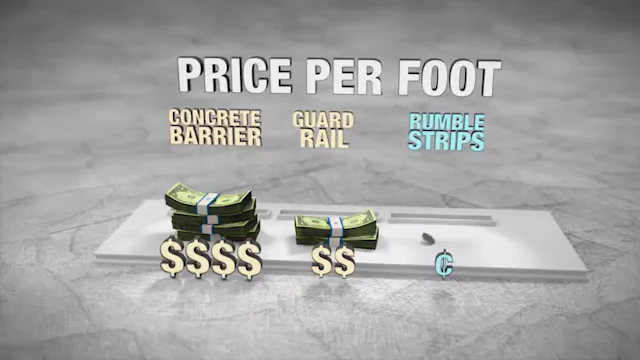 PRICE PER FOOT
CONCRETE BARRIER
GUARD RAIL
RUMBLE STRIPS
$$$$
$$
¢